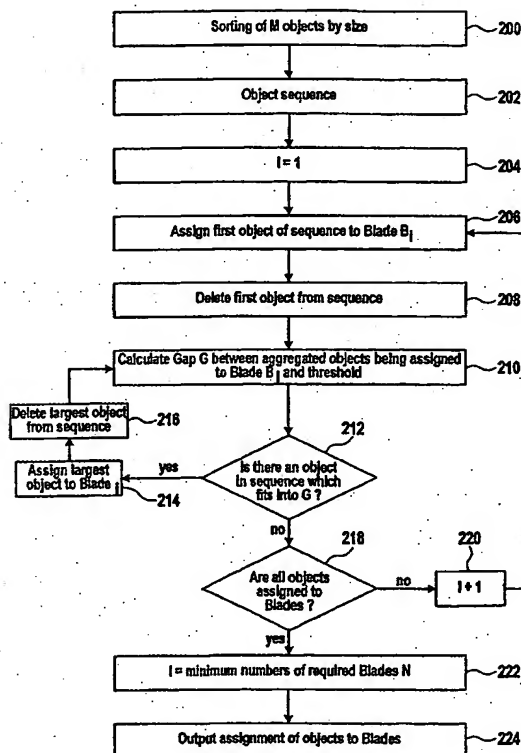 Sorting of M objects by size
200
Object sequence
202
I = 1
204
206
Assign first object of sequence to Blade Bi
Delete first object from sequence
208
Calculate Gap G between aggregated objects being assigned
to Blade Bi and threshold
210
Delete largest object
from sequence
216
212
Is there an object
in sequence which
fits into G ?
yes
Assign largest
object to Blade i
214
no
218
220
Are all objects
assigned to
Blades ?
no
I + 1
yes
I = minimum numbers of required Blades N
222
Output assignment of objects to Blades
224